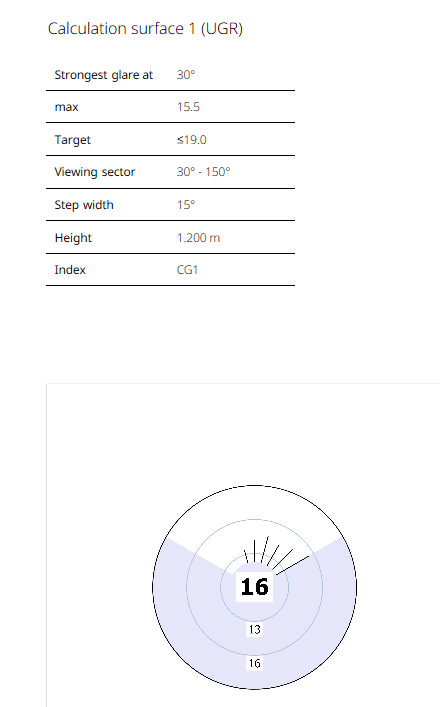 Calculation surface 1 (UGR)
Strongest glare at 30°
max 15.5
Target ≤19.0
Viewing sector 30° - 150°
Step width 15°
Height 1.200 m
Index CG1
16
13
16